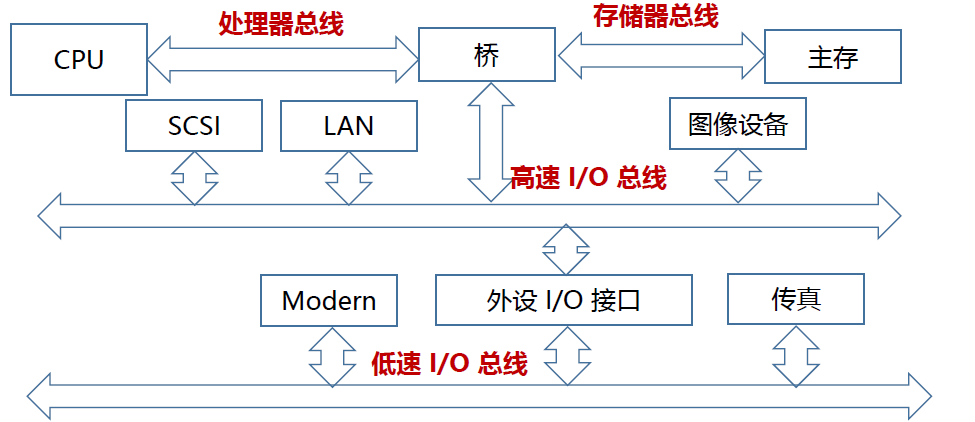 处理器总线
存储器总线
CPU
桥
主存
SCSI
LAN
图像设备
高速 I/O 总线
Modern
外设 I/O 接口
传真
低速 I/O 总线